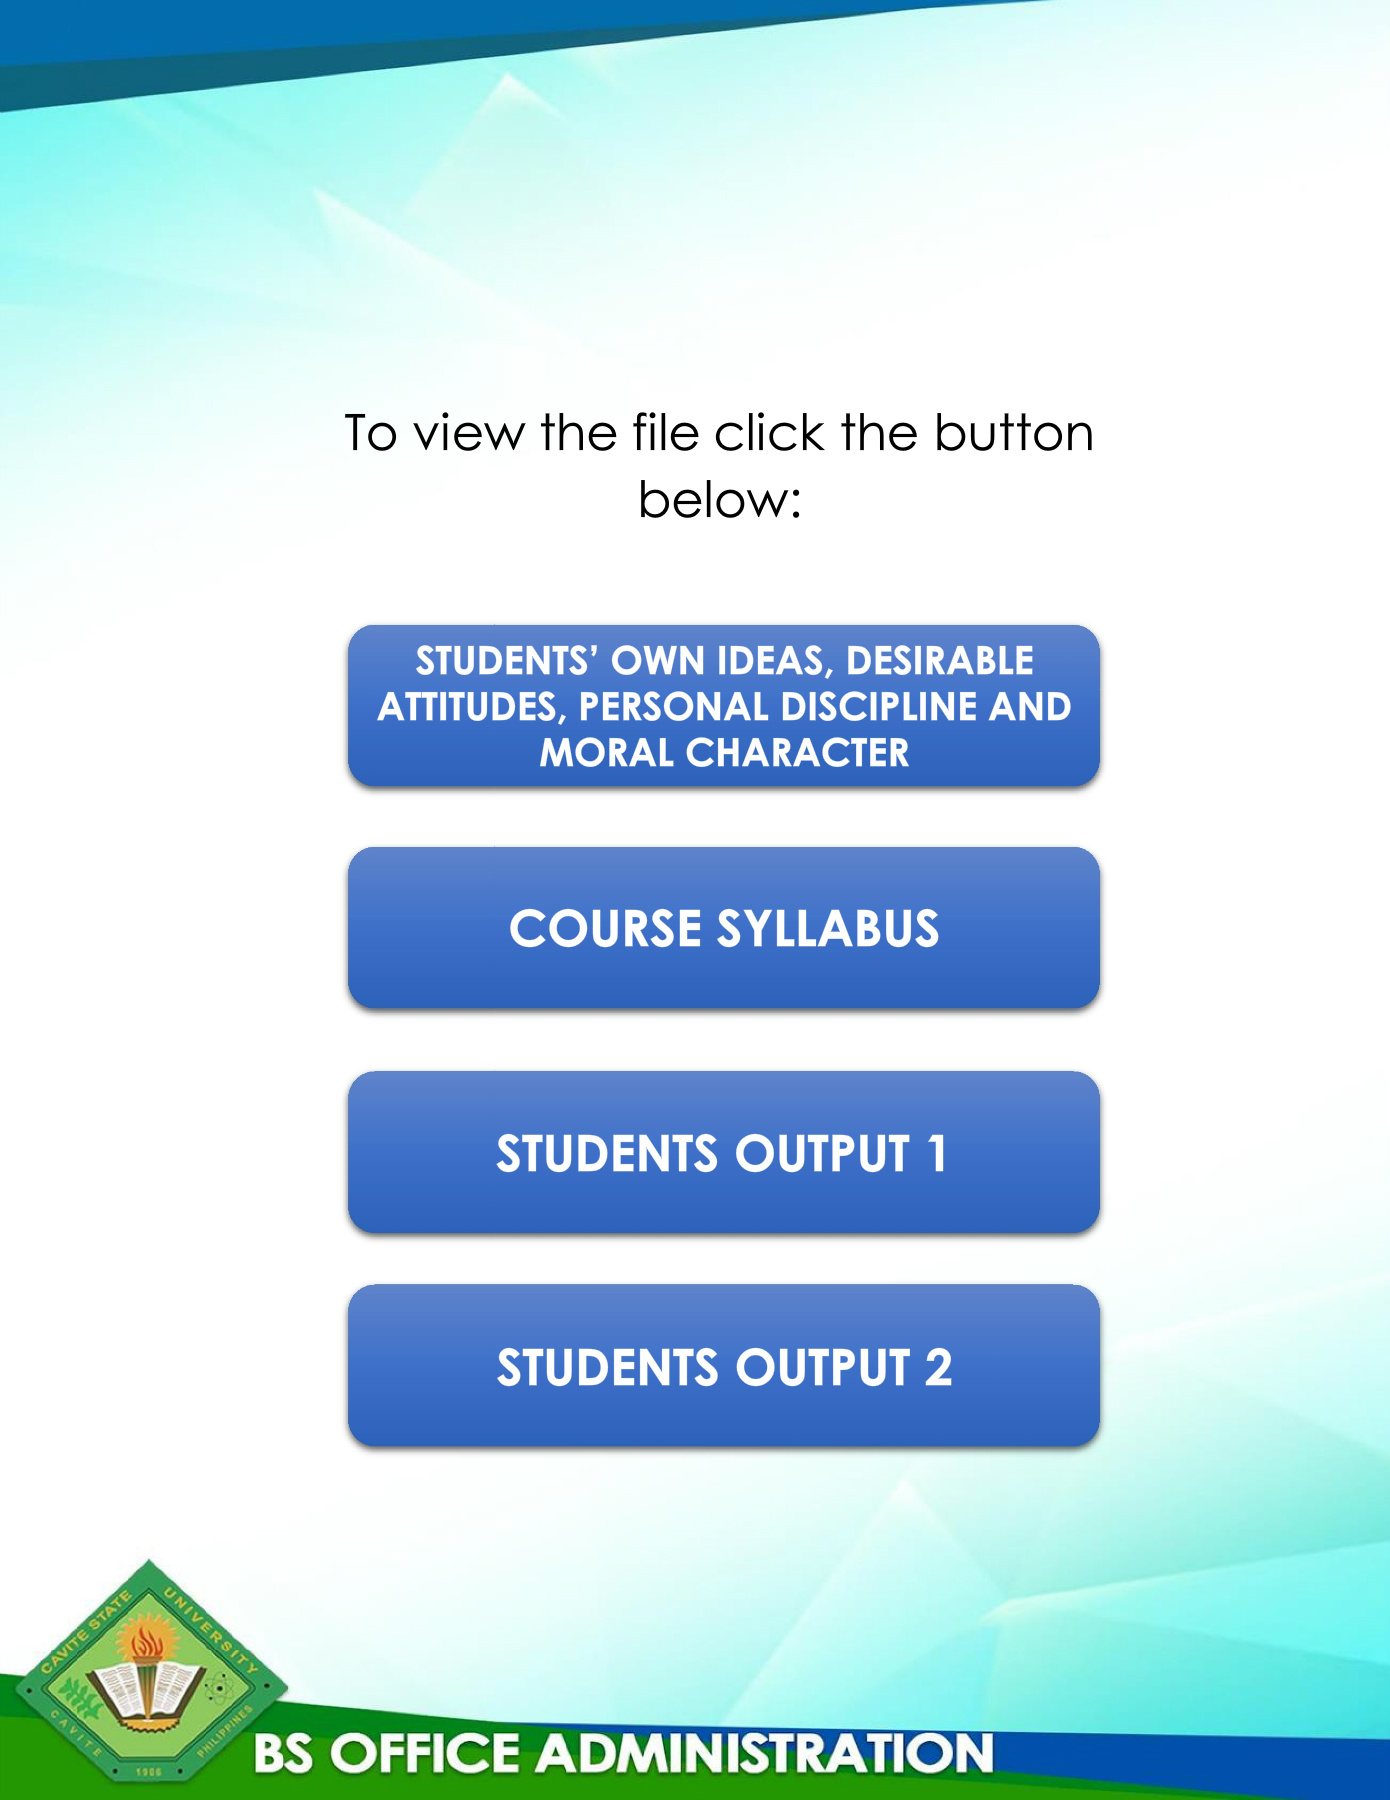 To view the file click the button
below:
STUDENTS’ OWN IDEAS, DESIRABLE
ATTITUDES, PERSONAL DISCIPLINE AND
MORAL CHARACTER
COURSE SYLLABUS
STUDENTS OUTPUT 1
STUDENTS OUTPUT 2
CAVITE STATE
UNIVERSITY
CAVITE
PHILIPPINES
1906
BS OFFICE ADMINISTRATION